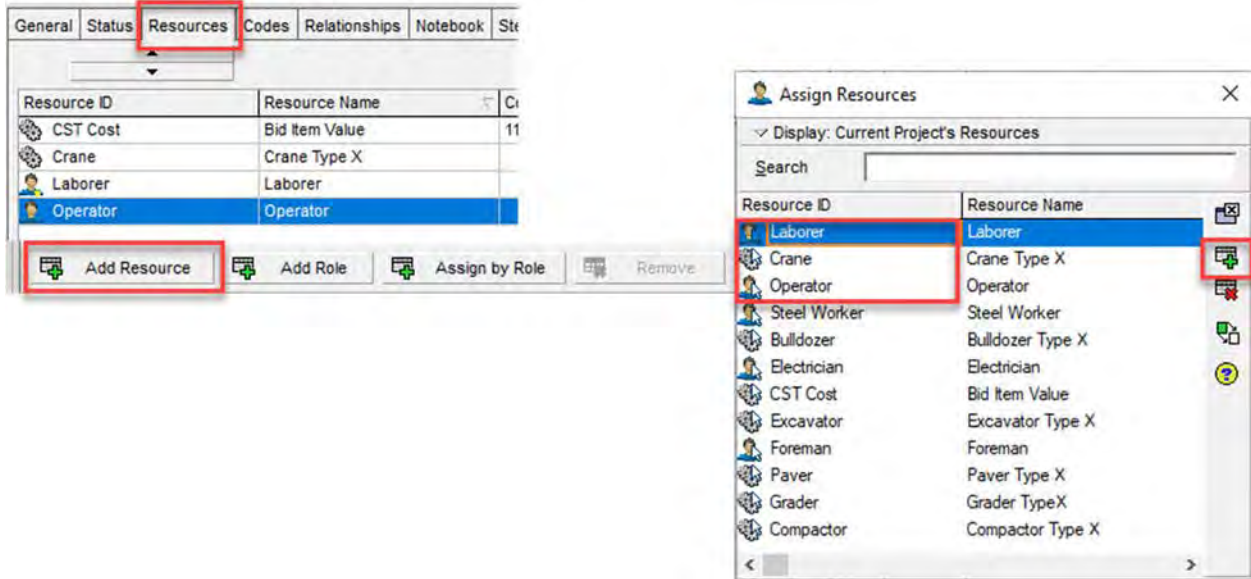 General Status Resources Codes Relationships Notebook Ste
Resource ID Resource Name Co
CST Cost Bid Item Value 11
Crane Crane Type X
Laborer Laborer
Operator Operator
Add Resource Add Role Assign by Role Remove
Assign Resources
Display: Current Project's Resources
Search
Resource ID Resource Name
Laborer Laborer
Crane Crane Type X
Operator Operator
Steel Worker Steel Worker
Bulldozer Bulldozer Type X
Electrician Electrician
CST Cost Bid Item Value
Excavator Excavator Type X
Foreman Foreman
Paver Paver Type X
Grader Grader TypeX
Compactor Compactor Type X